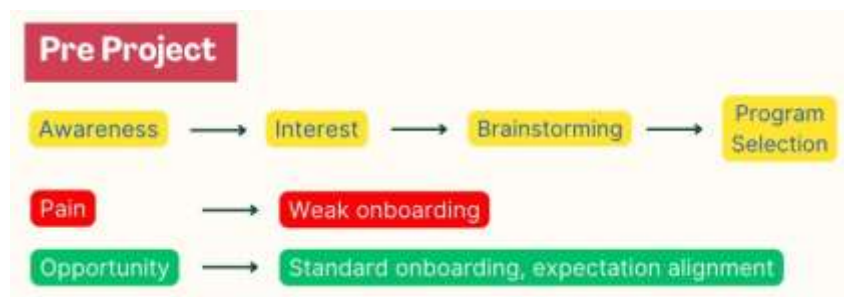 Pre Project
Awareness
Interest
Brainstorming
Program
Selection
Pain
Weak onboarding
Opportunity
Standard onboarding, expectation alignment